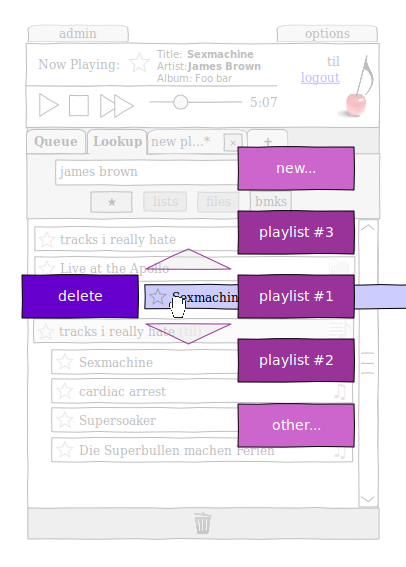 admin options
Now Playing: Title: Sexmachine
Artist:James Brown
Album: Foo bar
til
logout
5:07
Queue Lookup new pl...* × +
new...
james brown
★ lists files bmks
playlist #3
tracks i really hate
Live at the Apollo
delete Sexmachin playlist #1
tracks i really hate (til)
playlist #2
Sexmachine
cardiac arrest
Supersoaker
other...
Die Superbullen machen Ferien